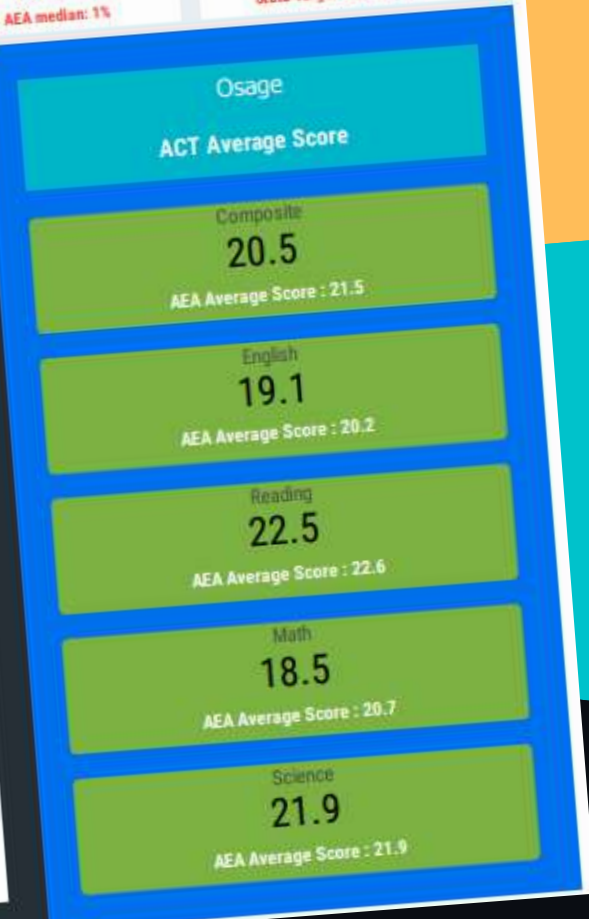 AEA median: 1%
Osage
ACT Average Score
Composite
20.5
AEA Average Score : 21.5
English
19.1
AEA Average Score : 20.2
Reading
22.5
AEA Average Score : 22.6
Math
18.5
AEA Average Score : 20.7
Science
21.9
AEA Average Score : 21.9